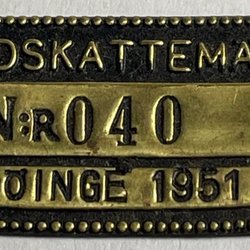 DSKATTEMA
N:R 040
ÖINGE 1951